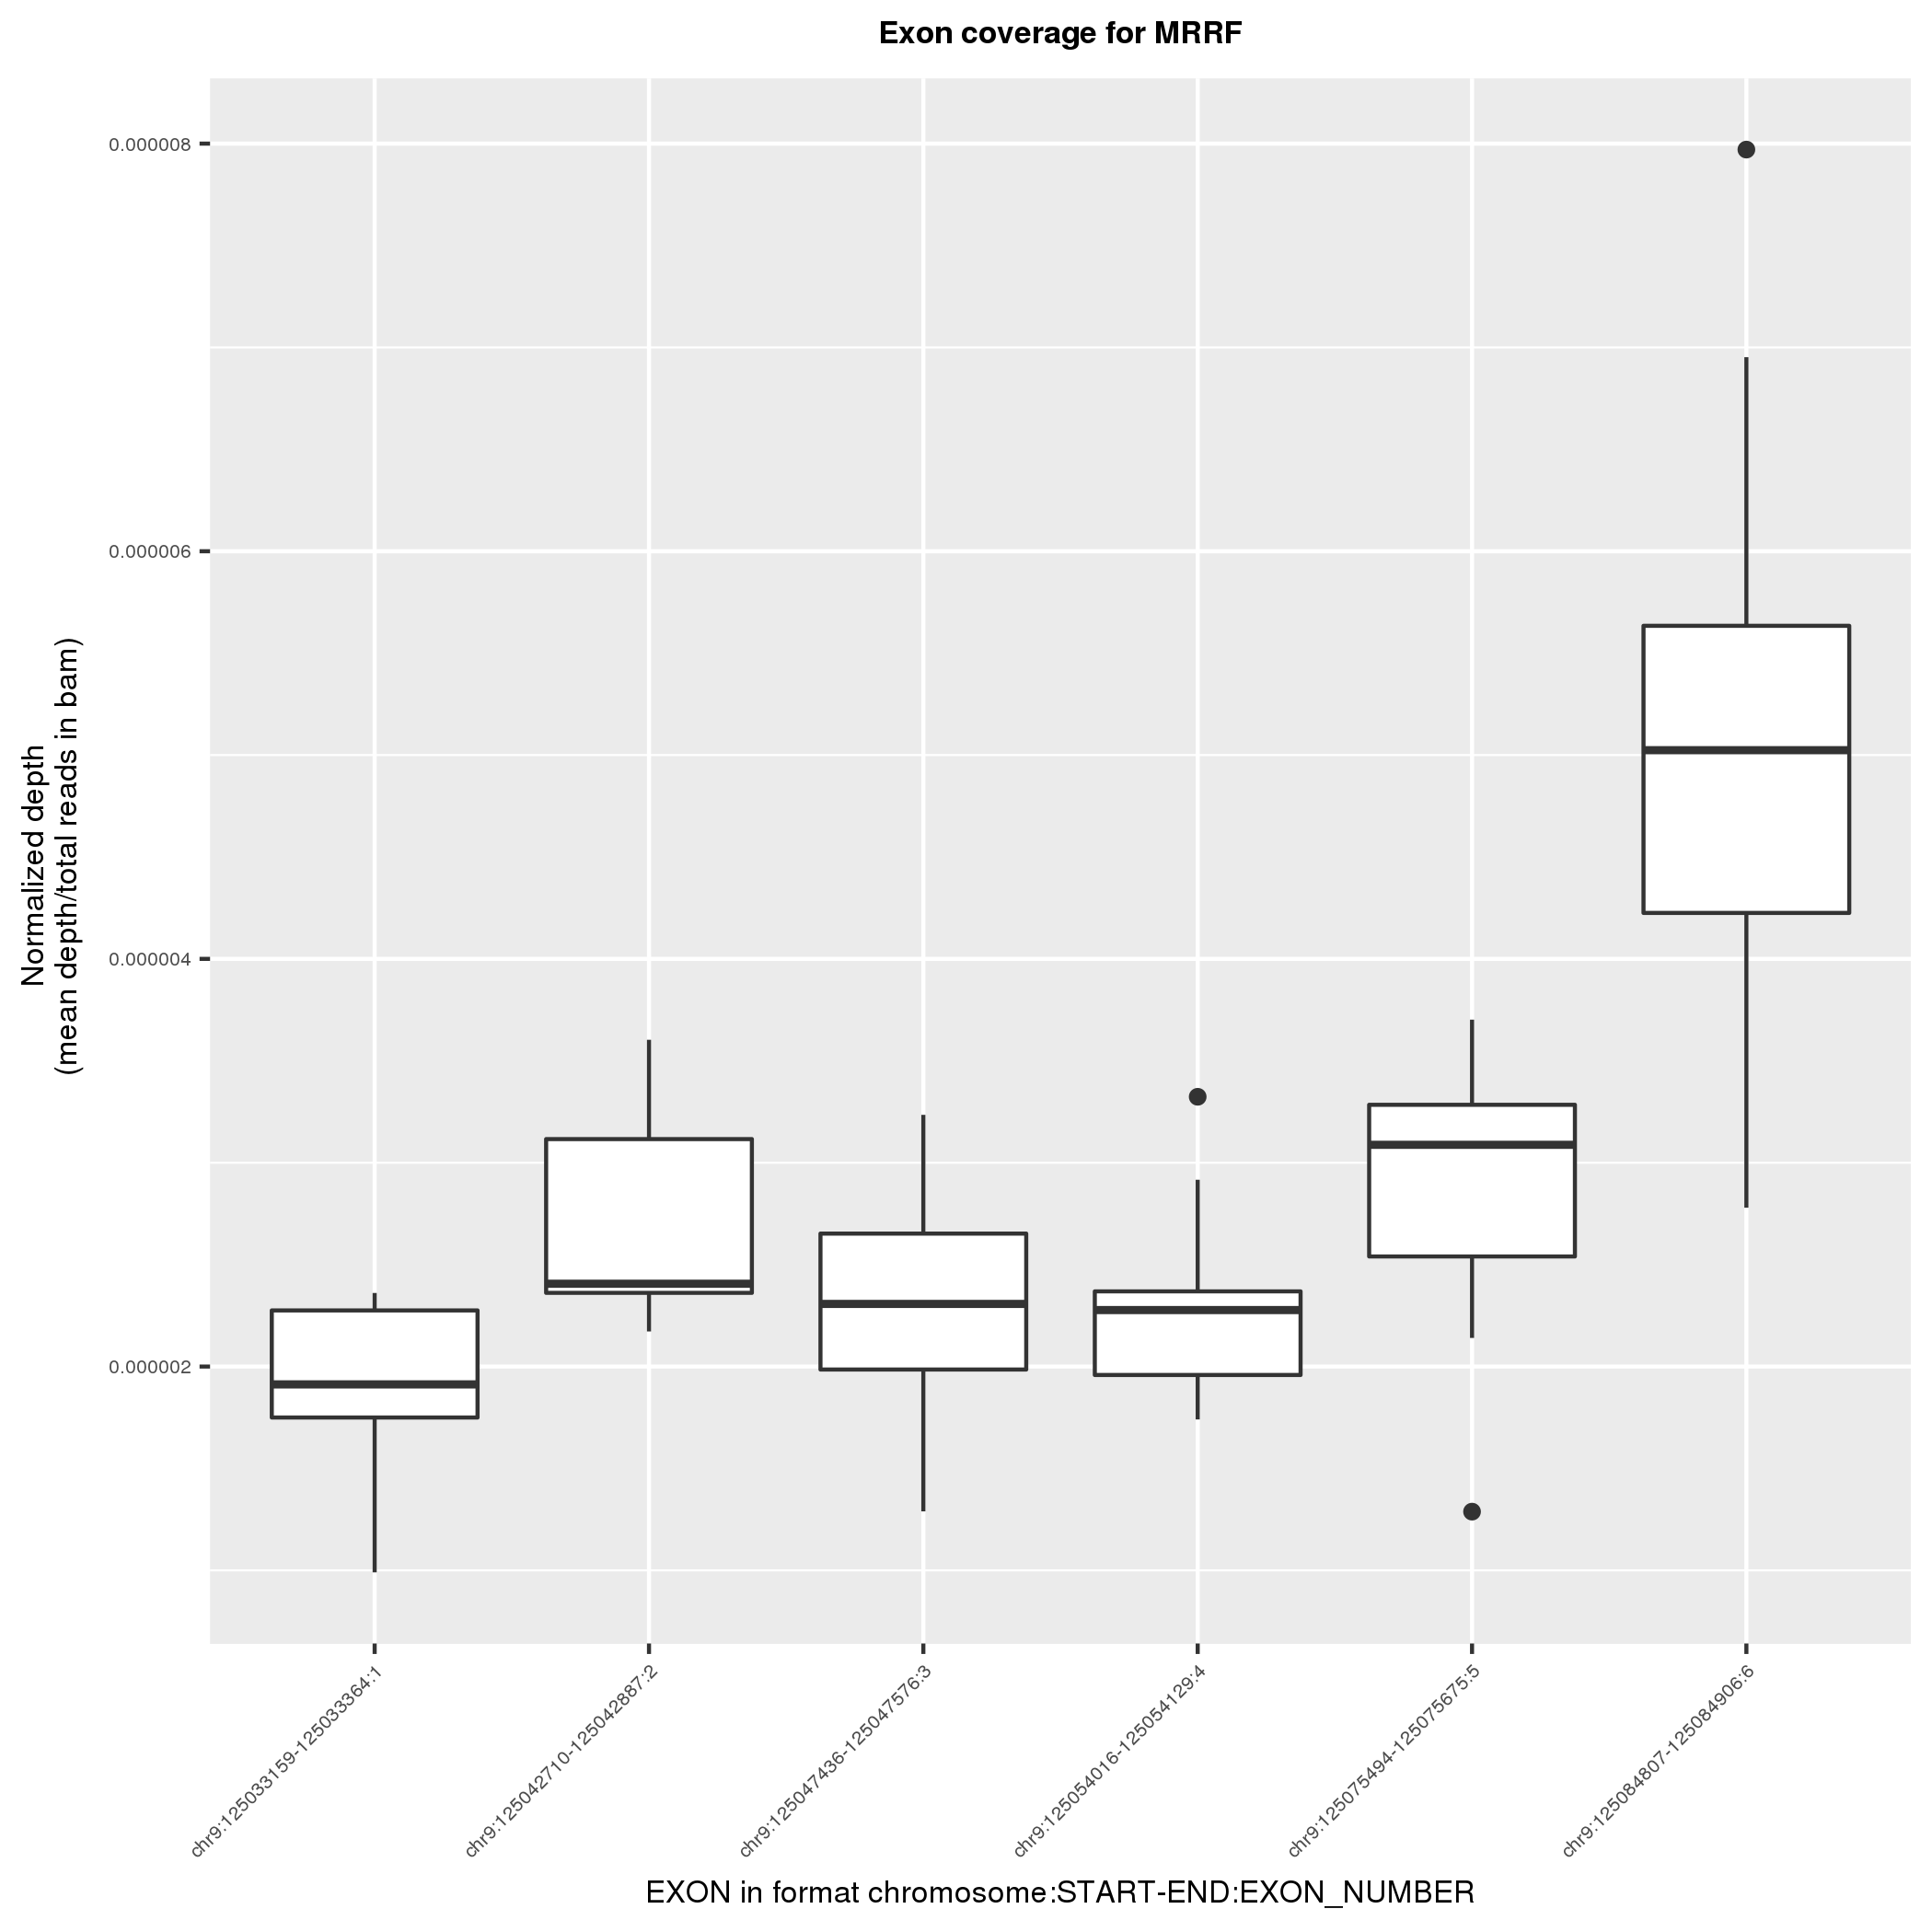 Exon coverage for MRRF
0.000008
0.000006
0.000004
0.000002
Normalized depth
(mean depth/total reads in bam)
chr9:125033159-125033364:1
chr9:125042710-125042887:2
chr9:125047436-125047576:3
chr9:125054016-125054129:4
chr9:125075494-125075675:5
chr9:125084807-125084906:6
EXON in format chromosome:START-END:EXON_NUMBER